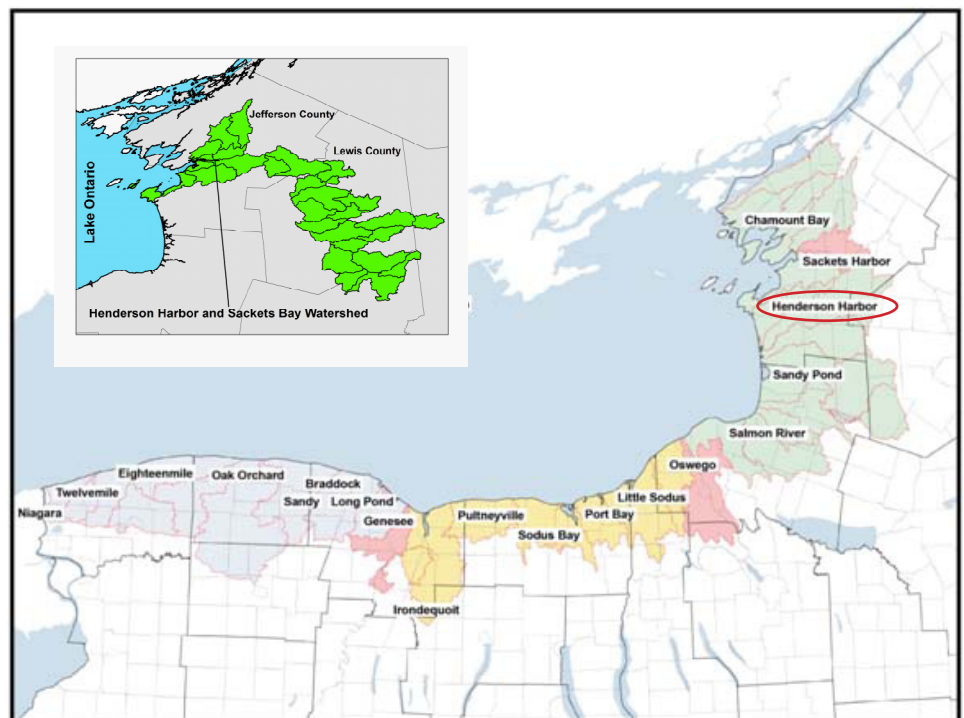 Jefferson County
Lewis County
Lake Ontario
Henderson Harbor and Sackets Bay Watershed
Chamount Bay
Sackets Harbor
Henderson Harbor
Sandy Pond
Salmon River
Oswego
Eighteenmile
Oak Orchard
Braddock
Twelvemile
Sandy
Long Pond
Little Sodus
Niagara
Genesee
Pultneyville
Port Bay
Sodus Bay
Irondequoit